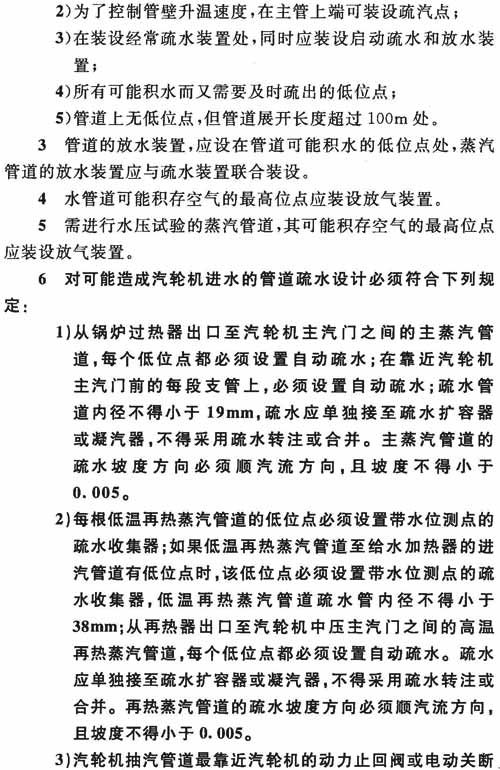 2)为了控制管壁升温速度,在主管上端可装设疏汽点;
3)在装设经常疏水装置处,同时应装设启动疏水和放水装
置;
4)所有可能积水而又需要及时疏出的低位点;
5)管道上无低位点,但管道展开长度超过100m处。
3 管道的放水装置,应设在管道可能积水的低位点处,蒸汽
管道的放水装置应与疏水装置联合装设。
4 水管道可能积存空气的最高位点应装设放气装置。
5 需进行水压试验的蒸汽管道,其可能积存空气的最高位点
应装设放气装置。
6 对可能造成汽轮机进水的管道疏水设计必须符合下列规
定:
1)从锅炉过热器出口至汽轮机主汽门之间的主蒸汽管
道,每个低位点都必须设置自动疏水;在靠近汽轮机
主汽门前的每段支管上,必须设置自动疏水;疏水管
道内径不得小于19mm,疏水应单独接至疏水扩容器
或凝汽器,不得采用疏水转注或合并。主蒸汽管道的
疏水坡度方向必须顺汽流方向,且坡度不得小于
0.005。
2)每根低温再热蒸汽管道的低位点必须设置带水位测点的
疏水收集器;如果低温再热蒸汽管道至给水加热器的进
汽管道有低位点时,该低位点必须设置带水位测点的疏
水收集器,低温再热蒸汽管道疏水管内径不得小于
38mm;从再热器出口至汽轮机中压主汽门之间的高温
再热蒸汽管道,每个低位点都必须设置自动疏水。疏水
应单独接至疏水扩容器或凝汽器,不得采用疏水转注或
合并。再热蒸汽管道的疏水坡度方向必须顺汽流方向,
且坡度不得小于0.005。
3)汽轮机抽汽管道最靠近汽轮机的动力止回阀或电动关断